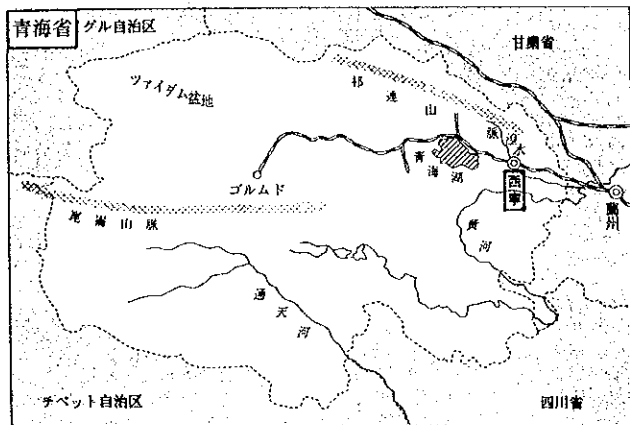 青海省
グル自治区
甘粛省
ツァイダム盆地
祁連山脈
湟水
青海湖
西寧
蘭州
ゴルムド
崑崙山脈
黄河
通天河
チベット自治区
四川省